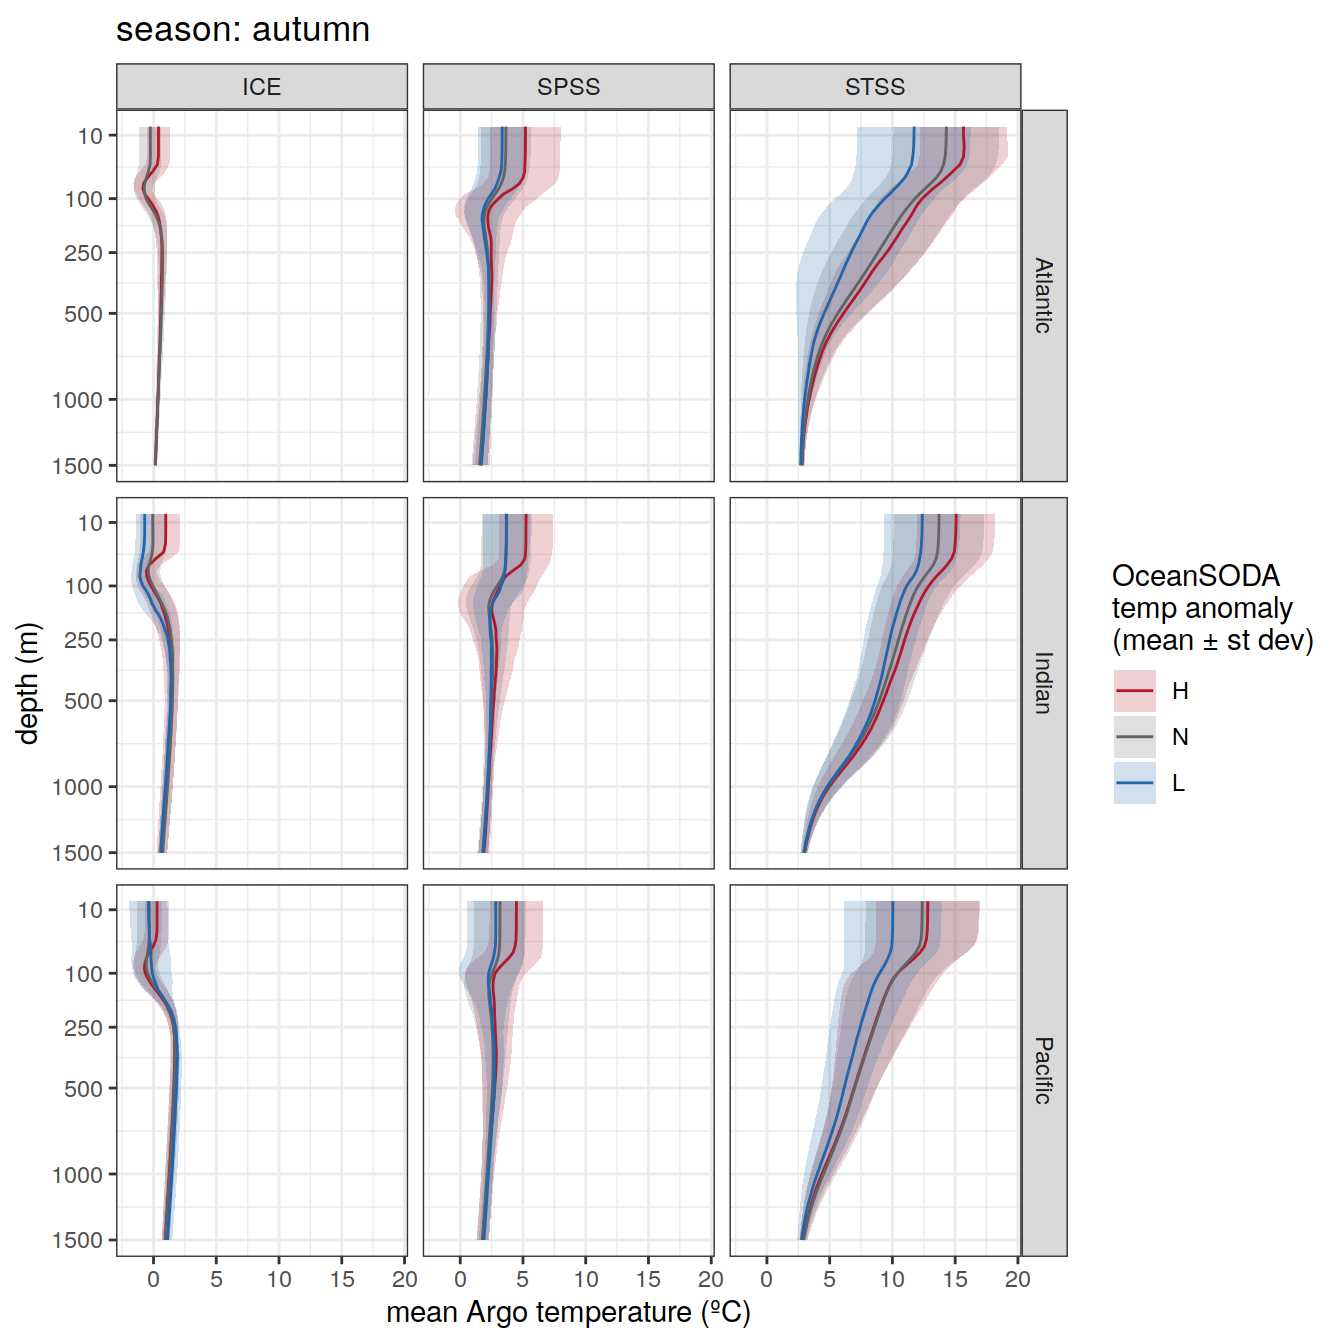 season: autumn
ICE
SPSS
STSS
10
100
250
500
1000
1500
Atlantic
10
100
250
500
1000
1500
Indian
10
100
250
500
1000
1500
Pacific
0 5 10 15 20
0 5 10 15 20
0 5 10 15 20
mean Argo temperature (ºC)
depth (m)
OceanSODA
temp anomaly
(mean ± st dev)
H
N
L